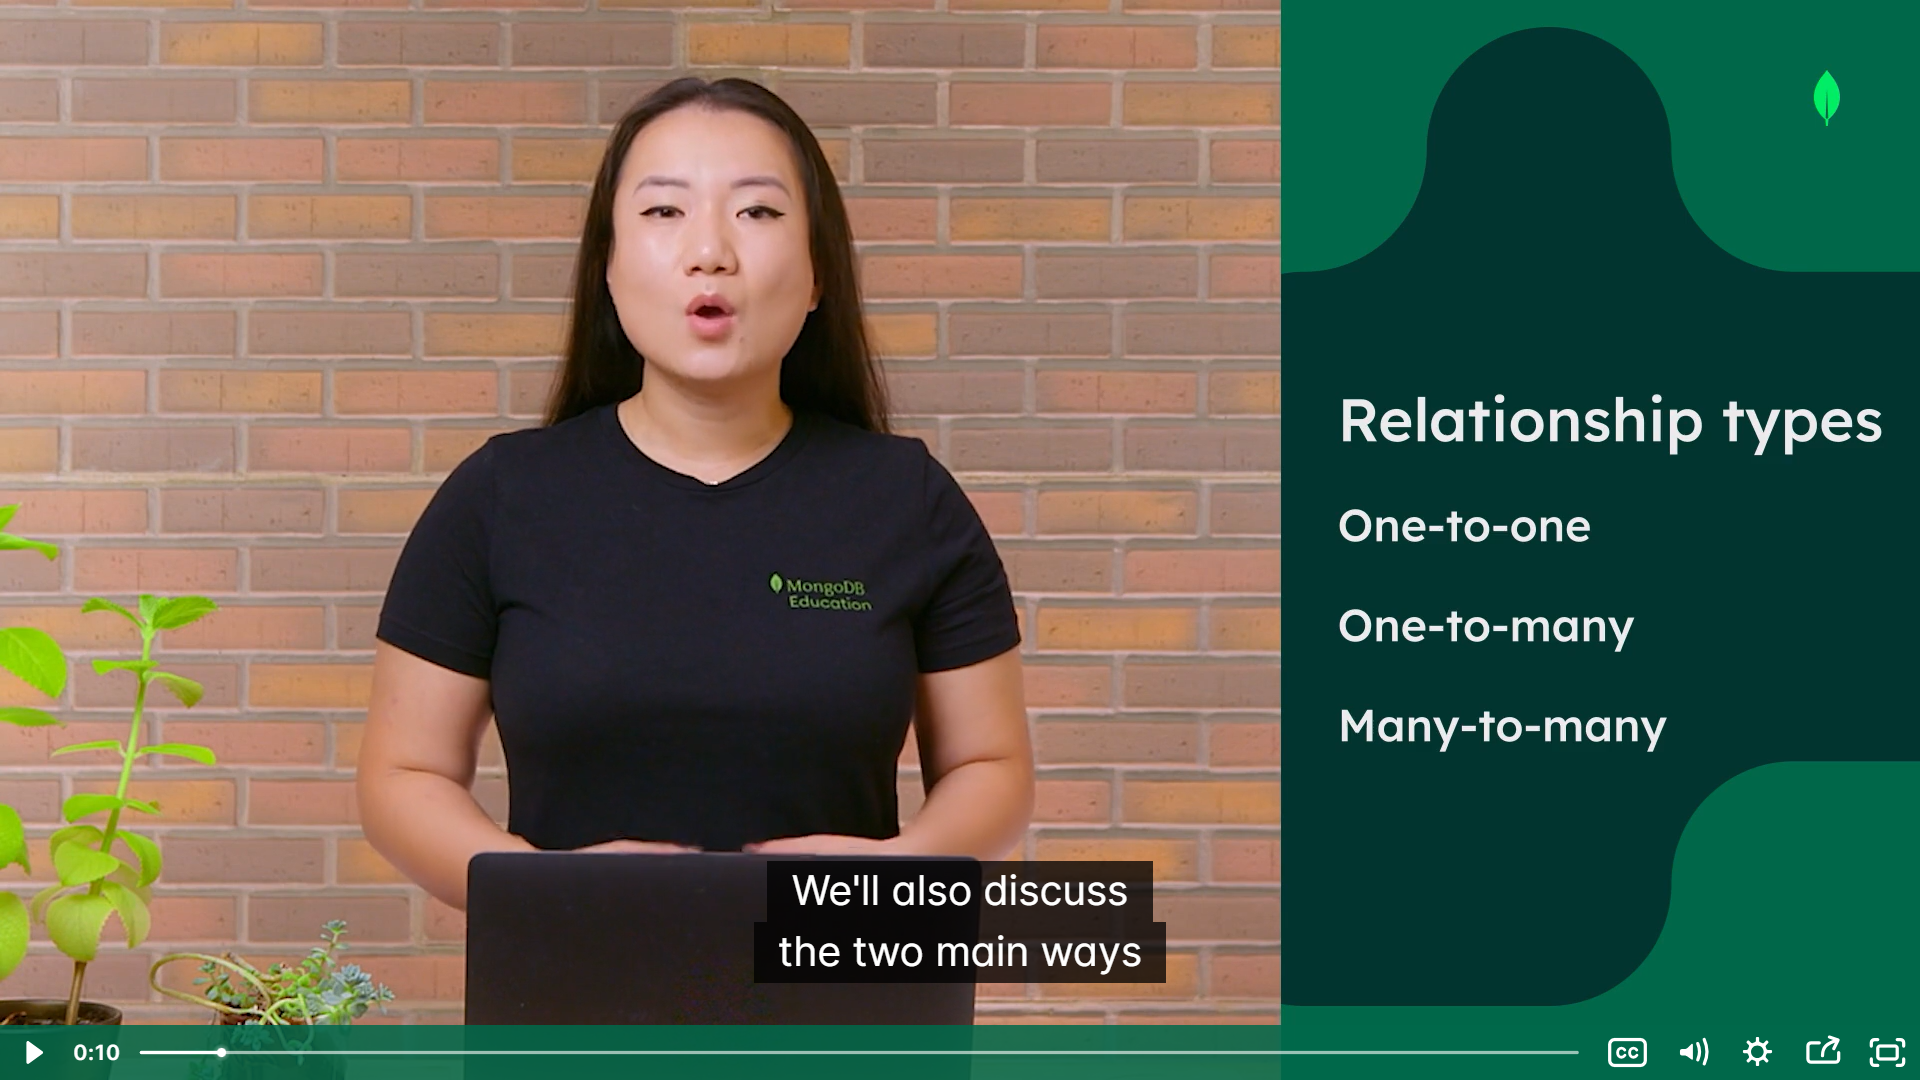 MongoDB
Education
Relationship types
One-to-one
One-to-many
Many-to-many
We'll also discuss
the two main ways
0:10
CC